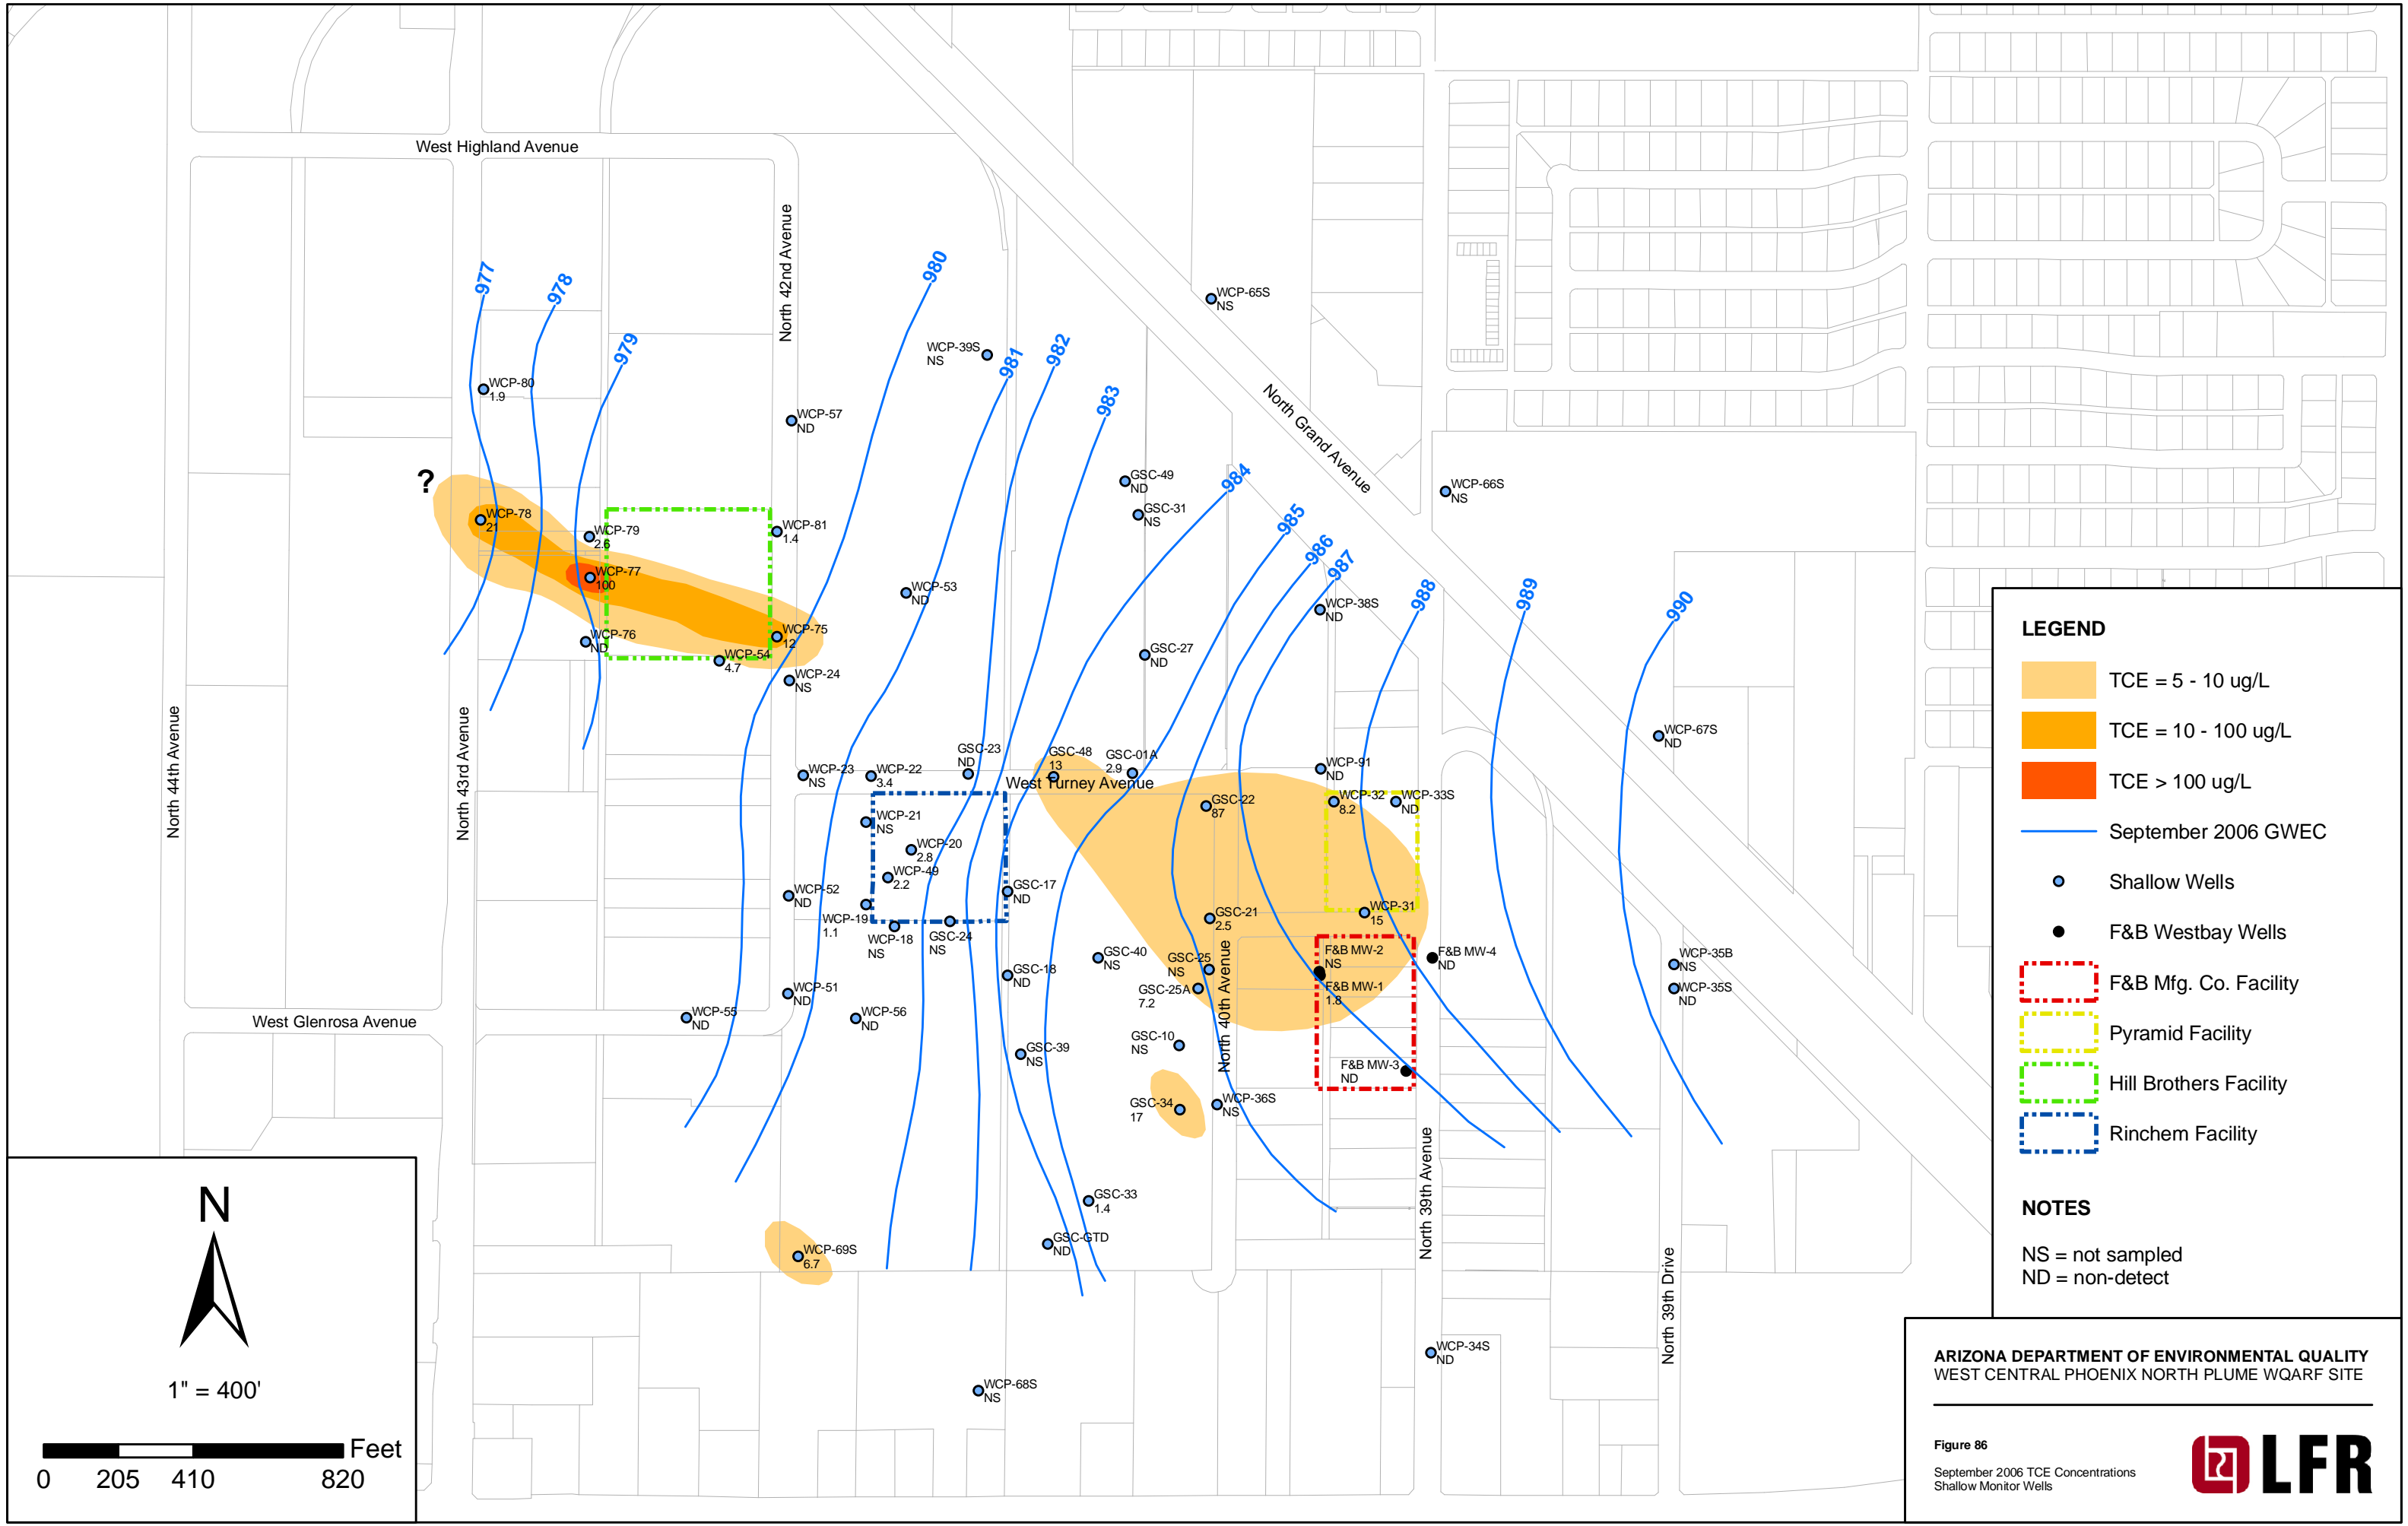 West Highland Avenue
North 42nd Avenue
977
978
979
980
981
982
983
984
985
986
987
988
989
990
WCP-65S
NS
WCP-39S
NS
WCP-80
1.9
WCP-57
ND
North Grand Avenue
?
GSC-49
ND
GSC-31
NS
WCP-66S
NS
WCP-78
21
WCP-79
2.6
WCP-81
1.4
WCP-77
100
WCP-53
ND
WCP-38S
ND
WCP-76
ND
WCP-75
12
WCP-54
4.7
WCP-24
NS
GSC-27
ND
North 44th Avenue
North 43rd Avenue
WCP-67S
ND
GSC-23
ND
GSC-48
13
GSC-01A
2.9
West Turney Avenue
WCP-23
NS
WCP-22
3.4
WCP-91
ND
WCP-32
8.2
WCP-33S
ND
GSC-22
87
WCP-21
NS
WCP-20
2.8
WCP-49
2.2
WCP-52
ND
GSC-17
ND
WCP-19
1.1
WCP-18
NS
GSC-24
NS
GSC-21
2.5
WCP-31
15
GSC-40
NS
GSC-25
NS
F&B MW-2
NS
F&B MW-4
ND
F&B MW-1
1.8
GSC-25A
7.2
GSC-18
ND
WCP-35B
NS
WCP-35S
ND
WCP-51
ND
WCP-55
ND
WCP-56
ND
West Glenrosa Avenue
North 40th Avenue
GSC-39
NS
GSC-10
NS
F&B MW-3
ND
GSC-34
17
WCP-36S
NS
North 39th Avenue
North 39th Drive
GSC-33
1.4
GSC-GTD
ND
WCP-69S
6.7
WCP-34S
ND
WCP-68S
NS
N
1" = 400'
Feet
0 205 410 820
LEGEND
TCE = 5 - 10 ug/L
TCE = 10 - 100 ug/L
TCE > 100 ug/L
September 2006 GWEC
Shallow Wells
F&B Westbay Wells
F&B Mfg. Co. Facility
Pyramid Facility
Hill Brothers Facility
Rinchem Facility
NOTES
NS = not sampled
ND = non-detect
ARIZONA DEPARTMENT OF ENVIRONMENTAL QUALITY
WEST CENTRAL PHOENIX NORTH PLUME WQARF SITE
Figure 86
September 2006 TCE Concentrations
Shallow Monitor Wells
LFR